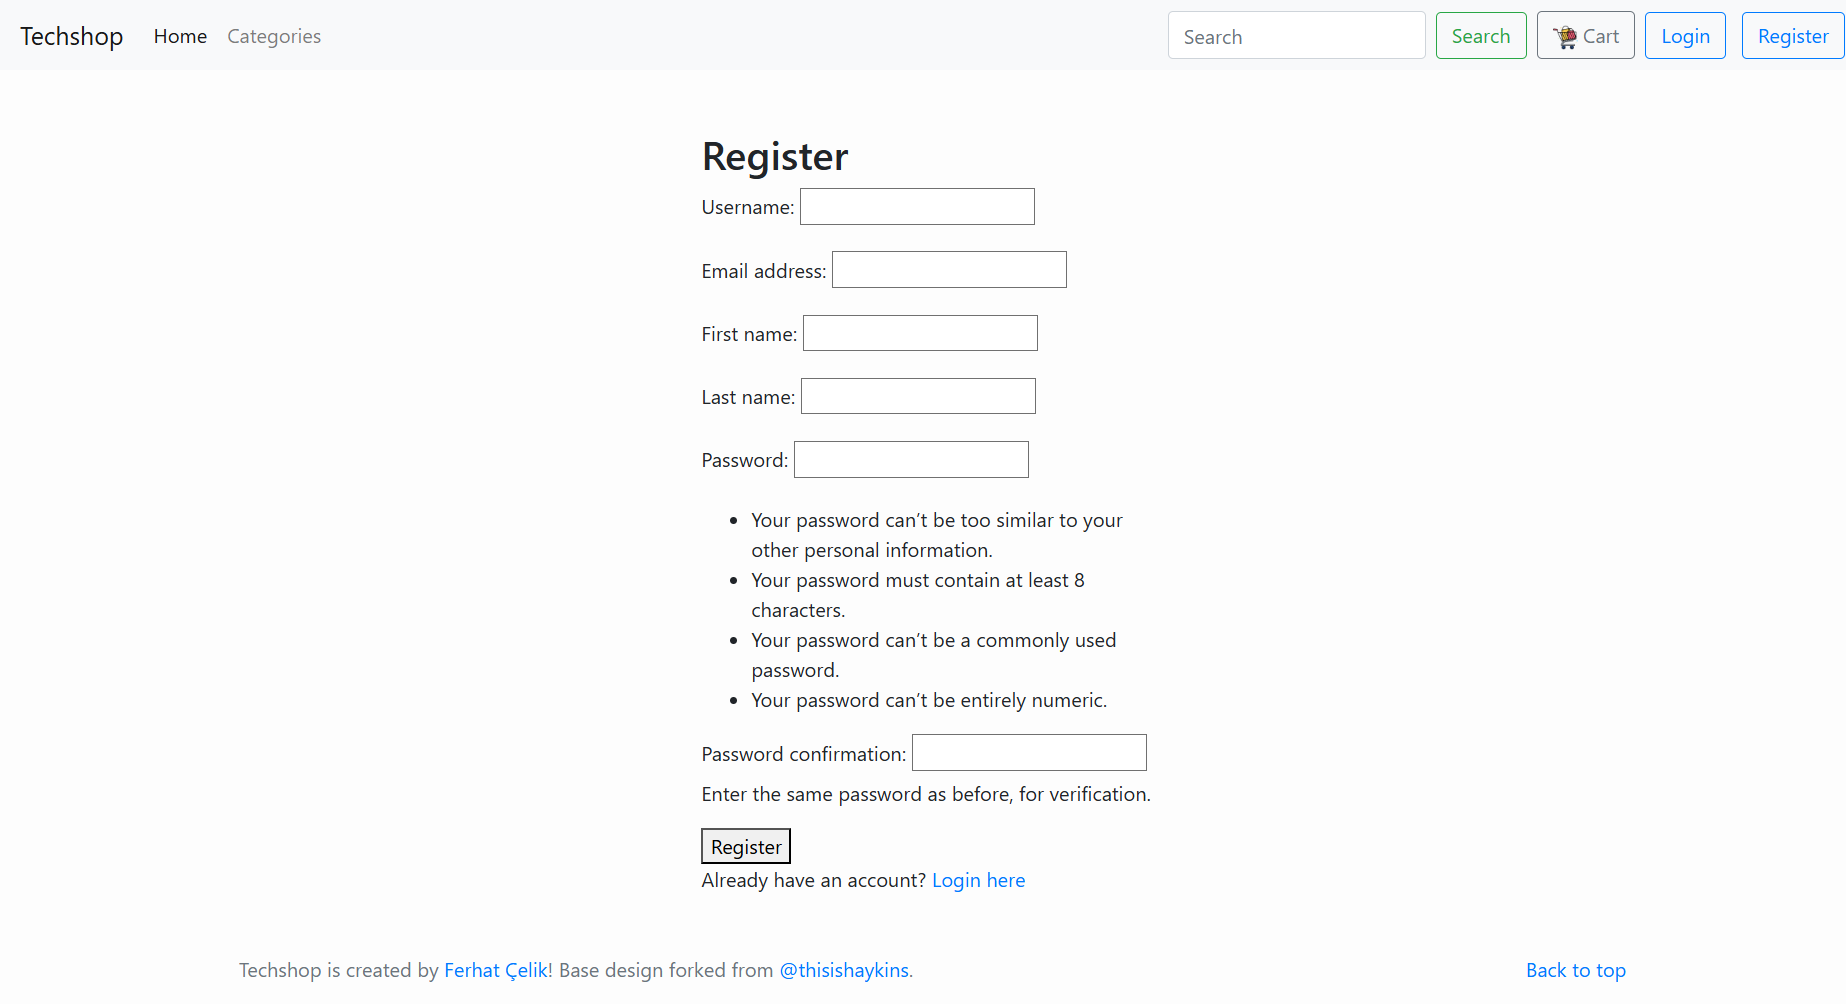 Techshop Home Categories Search Search Cart Login Register
Register
Username:
Email address:
First name:
Last name:
Password:
• Your password can’t be too similar to your
other personal information.
• Your password must contain at least 8
characters.
• Your password can’t be a commonly used
password.
• Your password can’t be entirely numeric.
Password confirmation:
Enter the same password as before, for verification.
Register
Already have an account? Login here
Techshop is created by Ferhat Çelik! Base design forked from @thisishaykins. Back to top